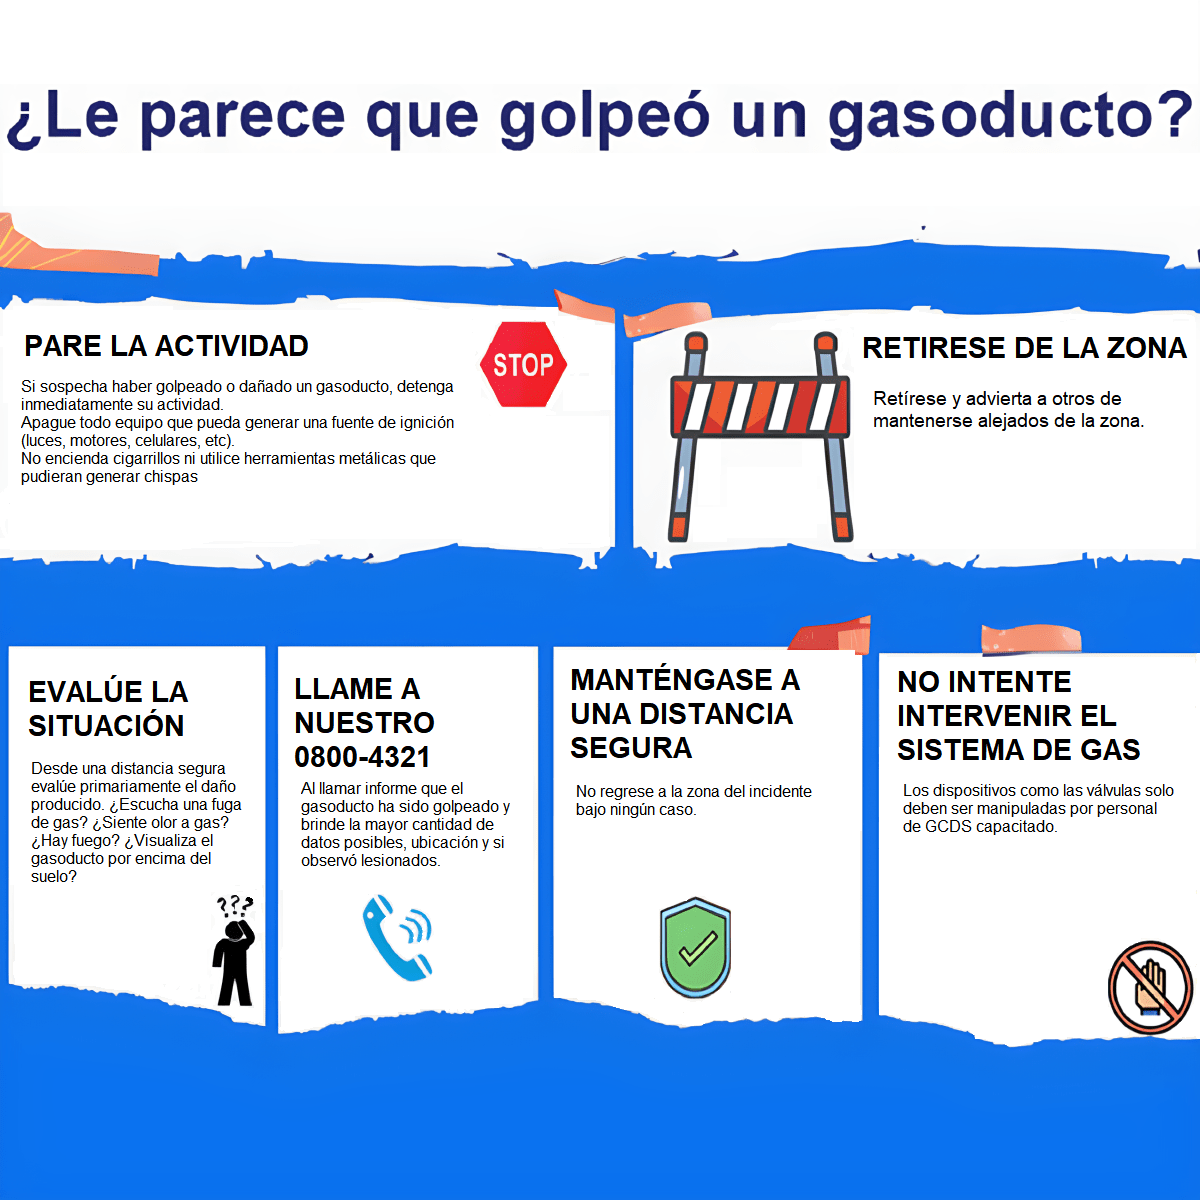 ¿Le parece que golpeó un gasoducto?
PARE LA ACTIVIDAD
Si sospecha haber golpeado o dañado un gasoducto, detenga
inmediatamente su actividad.
Apague todo equipo que pueda generar una fuente de ignición
(luces, motores, celulares, etc).
No encienda cigarrillos ni utilice herramientas metálicas que
pudieran generar chispas
STOP
RETIRESE DE LA ZONA
Retírese y advierta a otros de
mantenerse alejados de la zona.
EVALÚE LA
SITUACIÓN
Desde una distancia segura
evalúe primariamente el daño
producido. ¿Escucha una fuga
de gas? ¿Siente olor a gas?
¿Hay fuego? ¿Visualiza el
gasoducto por encima del
suelo?
???
LLAME A
NUESTRO
0800-4321
Al llamar informe que el
gasoducto ha sido golpeado y
brinde la mayor cantidad de
datos posibles, ubicación y si
observó lesionados.
MANTÉNGASE A
UNA DISTANCIA
SEGURA
No regrese a la zona del incidente
bajo ningún caso.
NO INTENTE
INTERVENIR EL
SISTEMA DE GAS
Los dispositivos como las válvulas solo
deben ser manipuladas por personal
de GCDS capacitado.